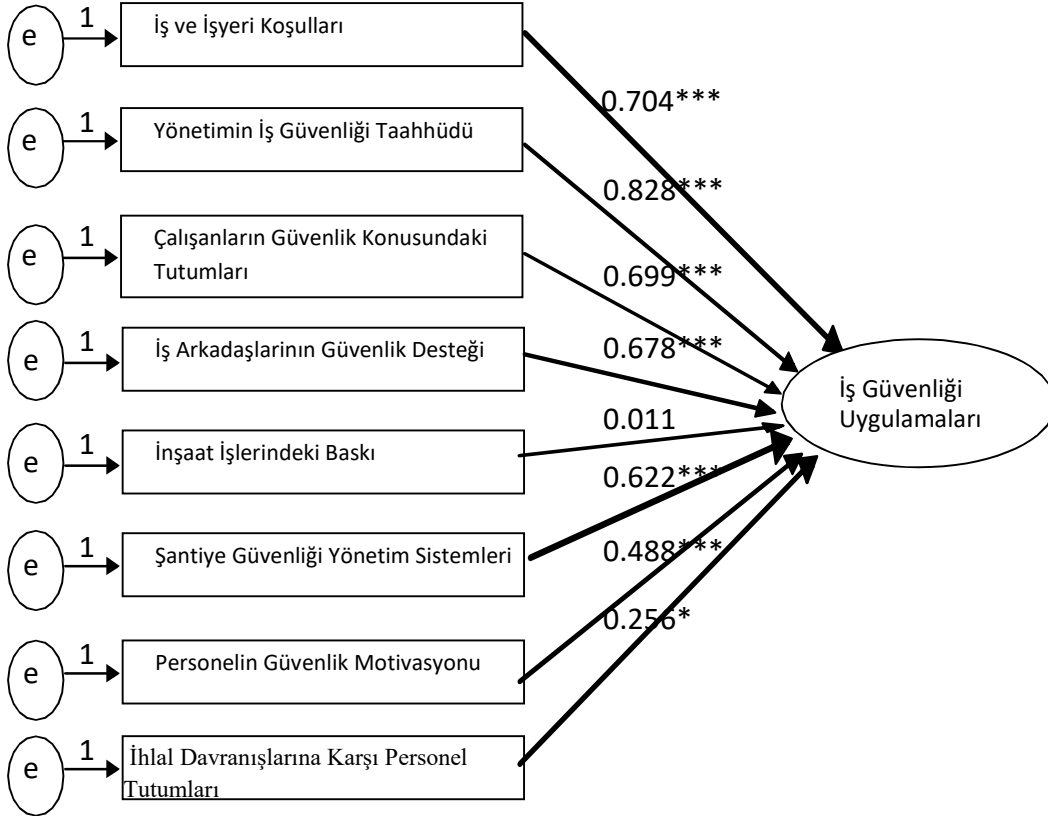 1
e
İş ve İşyeri Koşulları
0.704***
1
e
Yönetimin İş Güvenliği Taahhüdü
0.828***
1
e
Çalışanların Güvenlik Konusundaki
Tutumları
0.699***
1
e
İş Arkadaşlarının Güvenlik Desteği
0.678***
İş Güvenliği
Uygulamaları
1
e
İnşaat İşlerindeki Baskı
0.011
0.622***
1
e
Şantiye Güvenliği Yönetim Sistemleri
0.488***
0.256*
1
e
Personelin Güvenlik Motivasyonu
1
e
İhlal Davranışlarına Karşı Personel
Tutumları